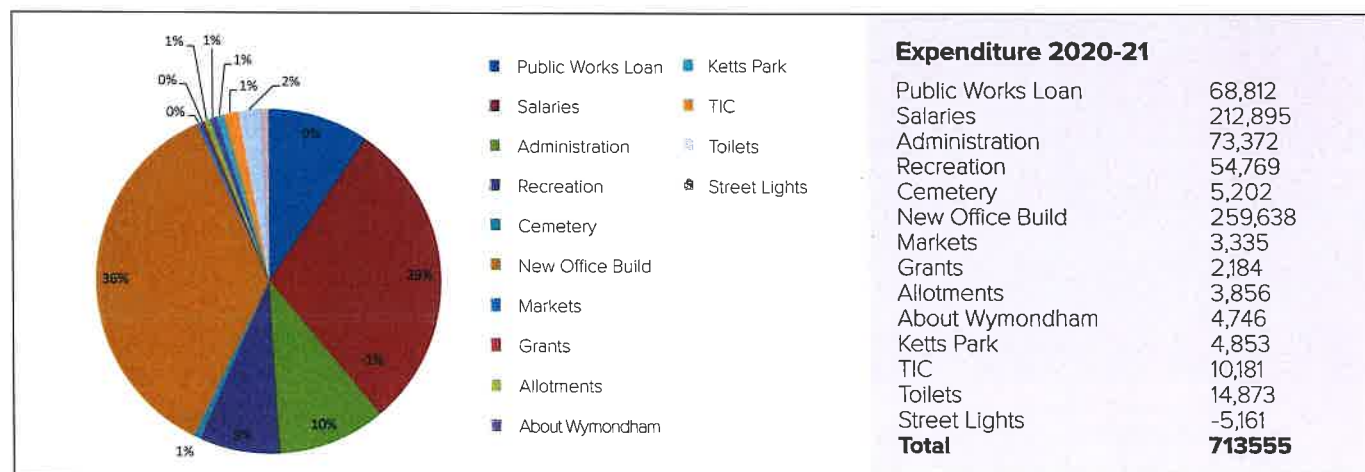 1% 1%
1%
0% 1% 2%
0%
29%
-1%
10%
1%
36%
Public Works Loan
Salaries
Administration
Recreation
Cemetery
New Office Build
Markets
Grants
Allotments
About Wymondham
Ketts Park
TIC
Toilets
Street Lights
Expenditure 2020-21
Public Works Loan 68,812
Salaries 212,895
Administration 73,372
Recreation 54,769
Cemetery 5,202
New Office Build 259,638
Markets 3,335
Grants 2,184
Allotments 3,856
About Wymondham 4,746
Ketts Park 4,853
TIC 10,181
Toilets 14,873
Street Lights -5,161
Total 713555